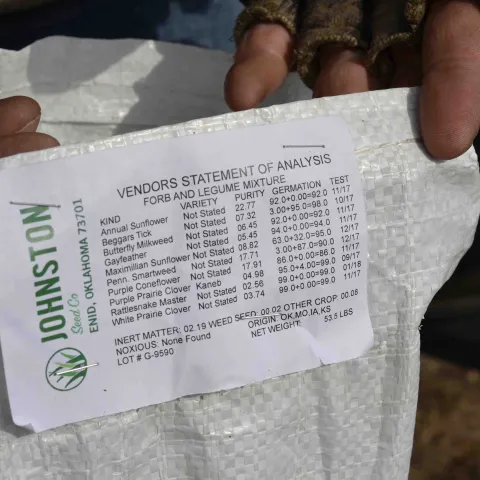 JOHNSTON
Seed Co.
ENID, OKLAHOMA 73701
VENDORS STATEMENT OF ANALYSIS
FORB AND LEGUME MIXTURE
KIND VARIETY PURITY GERMINATION TEST
Annual Sunflower Not Stated 22.77 92.0+0.00=92.0 11/17
Beggars Tick Not Stated 07.32 3.00+95.0=98.0 10/17
Butterfly Milkweed Not Stated 06.45 92.0+0.00=92.0 11/17
Gayfeather Not Stated 05.45 94.0+0.00=94.0 11/17
Maximillian Sunflower Not Stated 08.82 63.0+32.0=95.0 12/17
Penn. Smartweed Not Stated 17.71 3.00+87.0=90.0 12/17
Purple Coneflower Not Stated 17.91 86.0+0.00=86.0 11/17
Purple Prairie Clover Kaneb 04.98 95.0+4.00=99.0 12/17
Rattlesnake Master Not Stated 02.56 99.0+0.00=99.0 01/18
White Prairie Clover Not Stated 03.74 99.0+0.00=99.0 11/17
INERT MATTER: 02.19 WEED SEED: 00.02 OTHER CROP: 00.06
NOXIOUS: None Found ORIGIN: OK,MO,IA,KS
LOT # G-9590 NET WEIGHT: 53.5 LBS